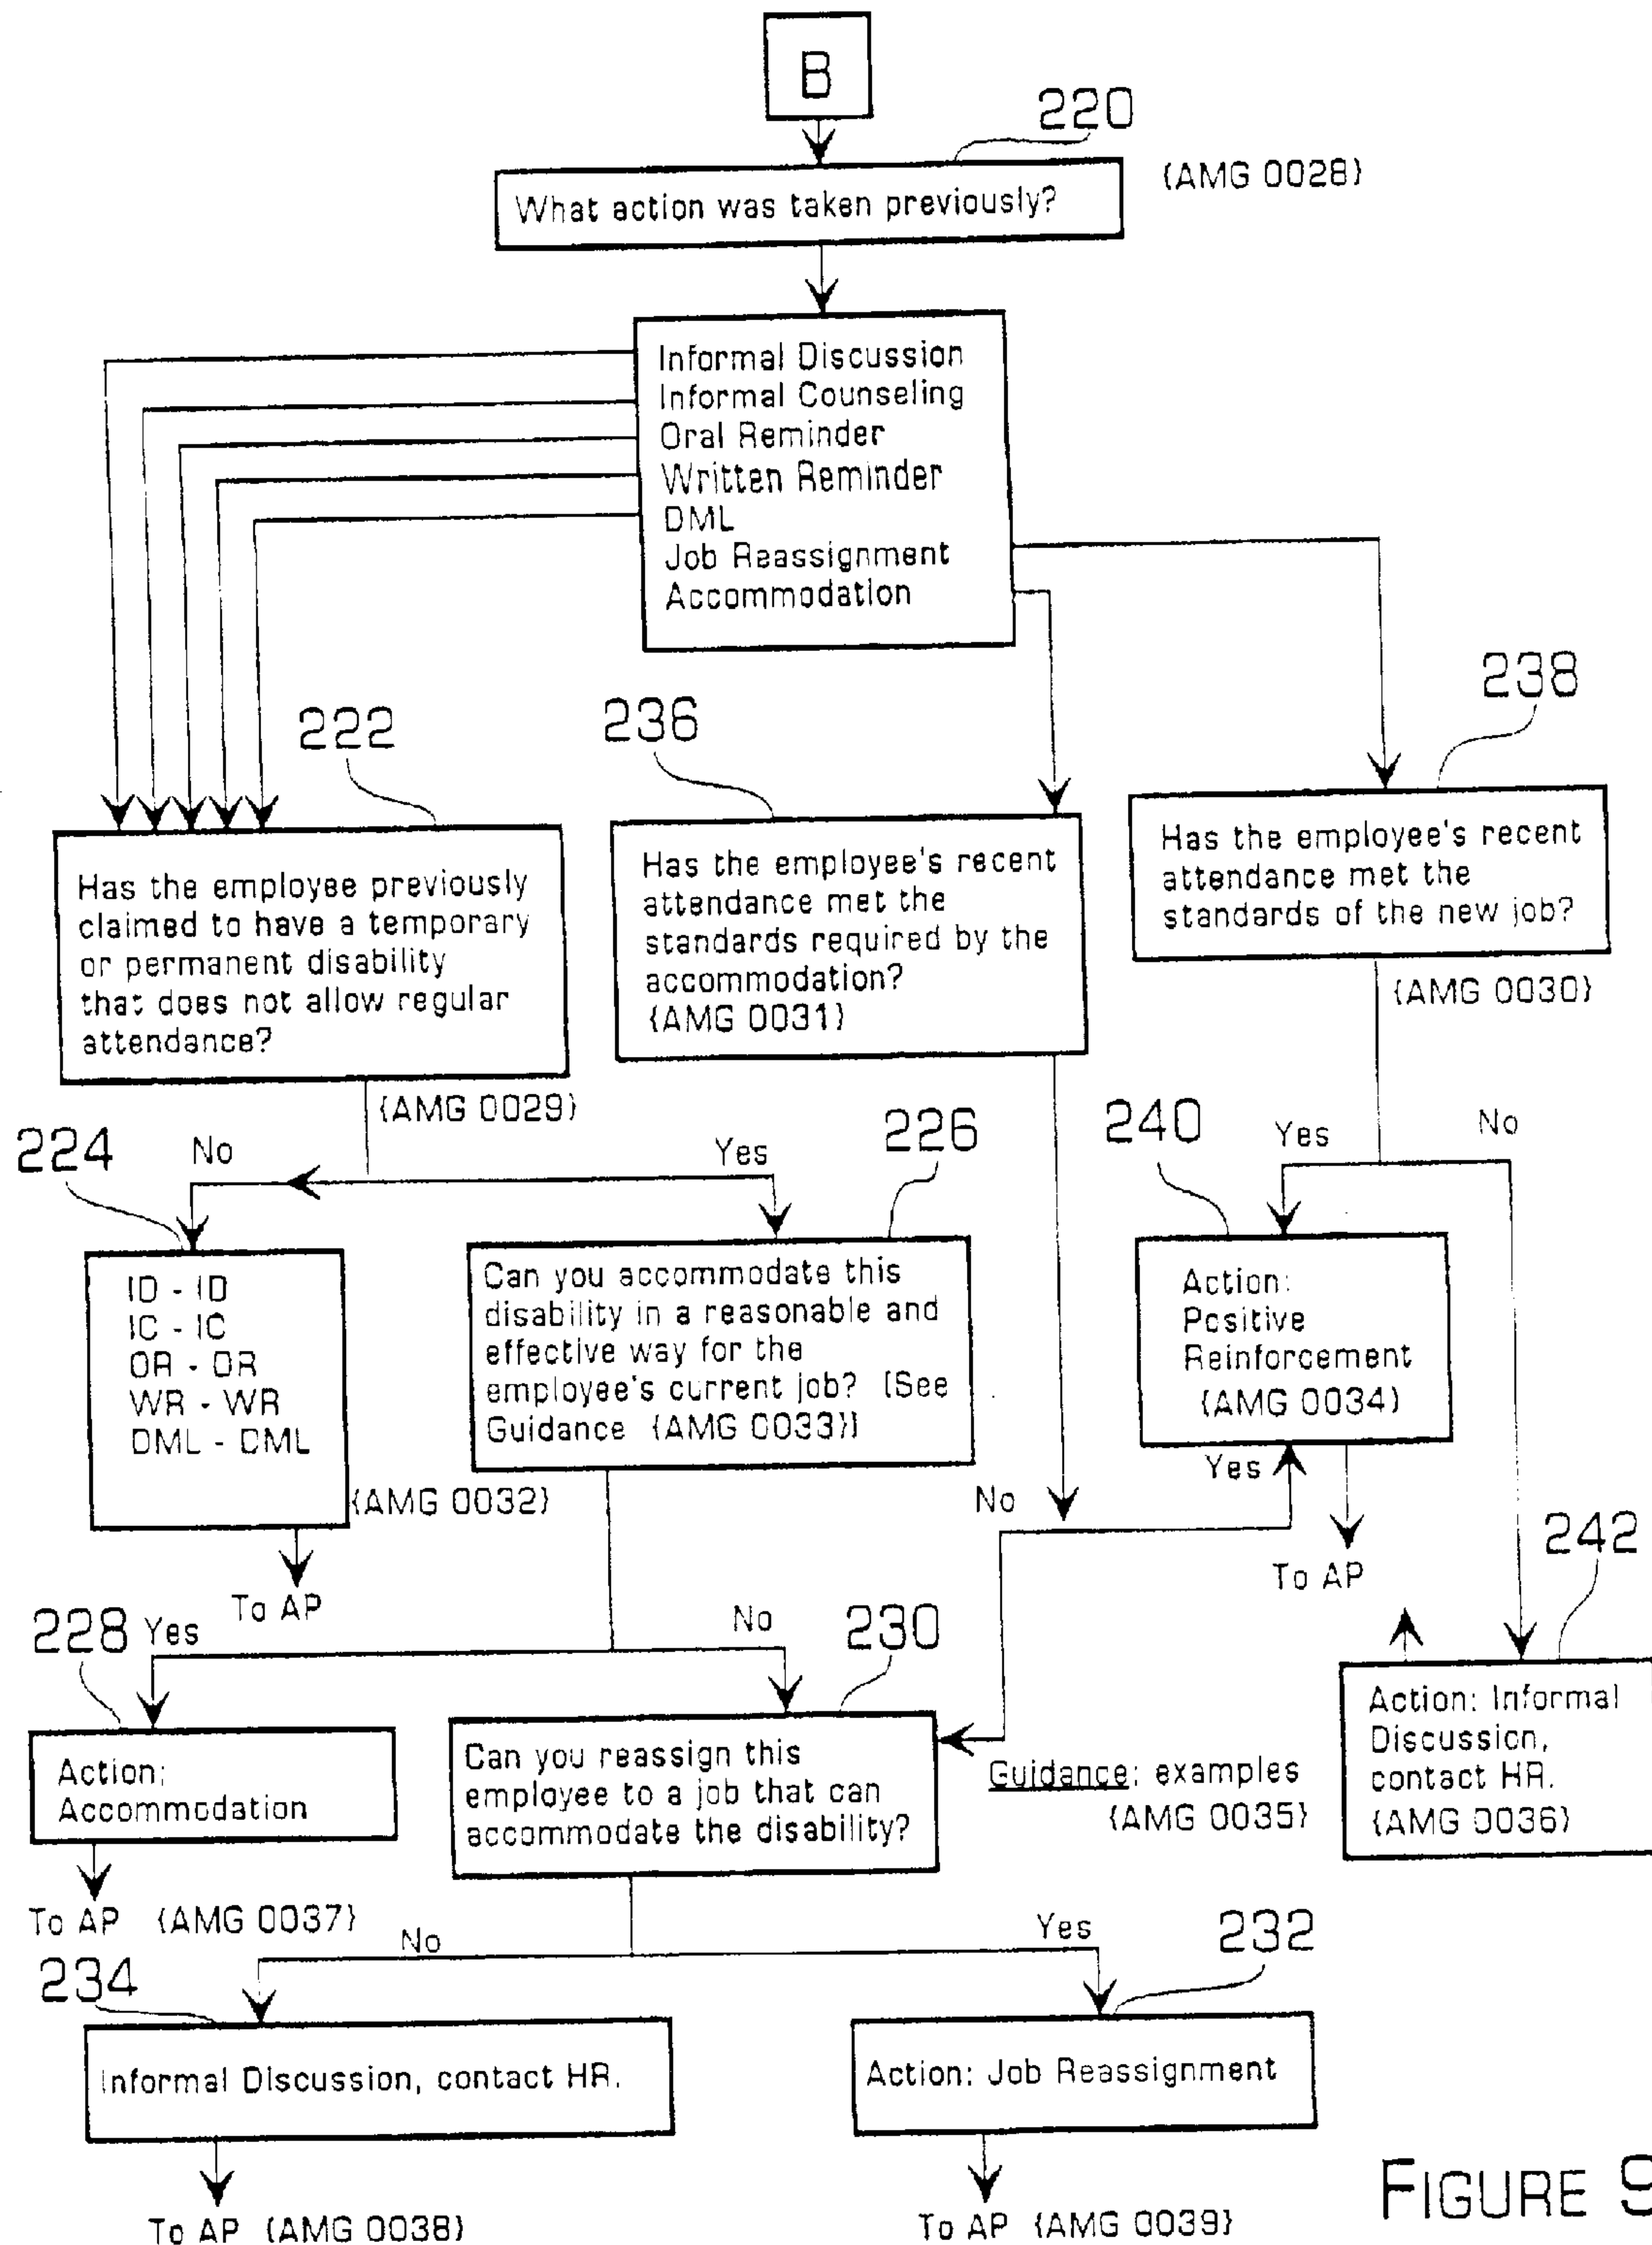 B
220
What action was taken previously?
{AMG 0028}
Informal Discussion
Informal Counseling
Oral Reminder
Written Reminder
DML
Job Reassignment
Accommodation
222
236
238
Has the employee previously
claimed to have a temporary
or permanent disability
that does not allow regular
attendance?
{AMG 0029}
Has the employee's recent
attendance met the
standards required by the
accommodation?
{AMG 0031}
Has the employee's recent
attendance met the
standards of the new job?
{AMG 0030}
224
No
Yes
226
240
Yes
No
ID - ID
IC - IC
OR - OR
WR - WR
DML - DML
{AMG 0032}
To AP
Can you accommodate this
disability in a reasonable and
effective way for the
employee's current job? [See
Guidance {AMG 0033}]
Action:
Positive
Reinforcement
{AMG 0034}
Yes
No
To AP
242
228
Yes
No
230
Action:
Accommodation
To AP {AMG 0037}
Can you reassign this
employee to a job that can
accommodate the disability?
Guidance: examples
{AMG 0035}
Action: Informal
Discussion,
contact HR.
{AMG 0036}
No
Yes
234
232
Informal Discussion, contact HR.
Action: Job Reassignment
To AP {AMG 0038}
To AP {AMG 0039}
FIGURE 9